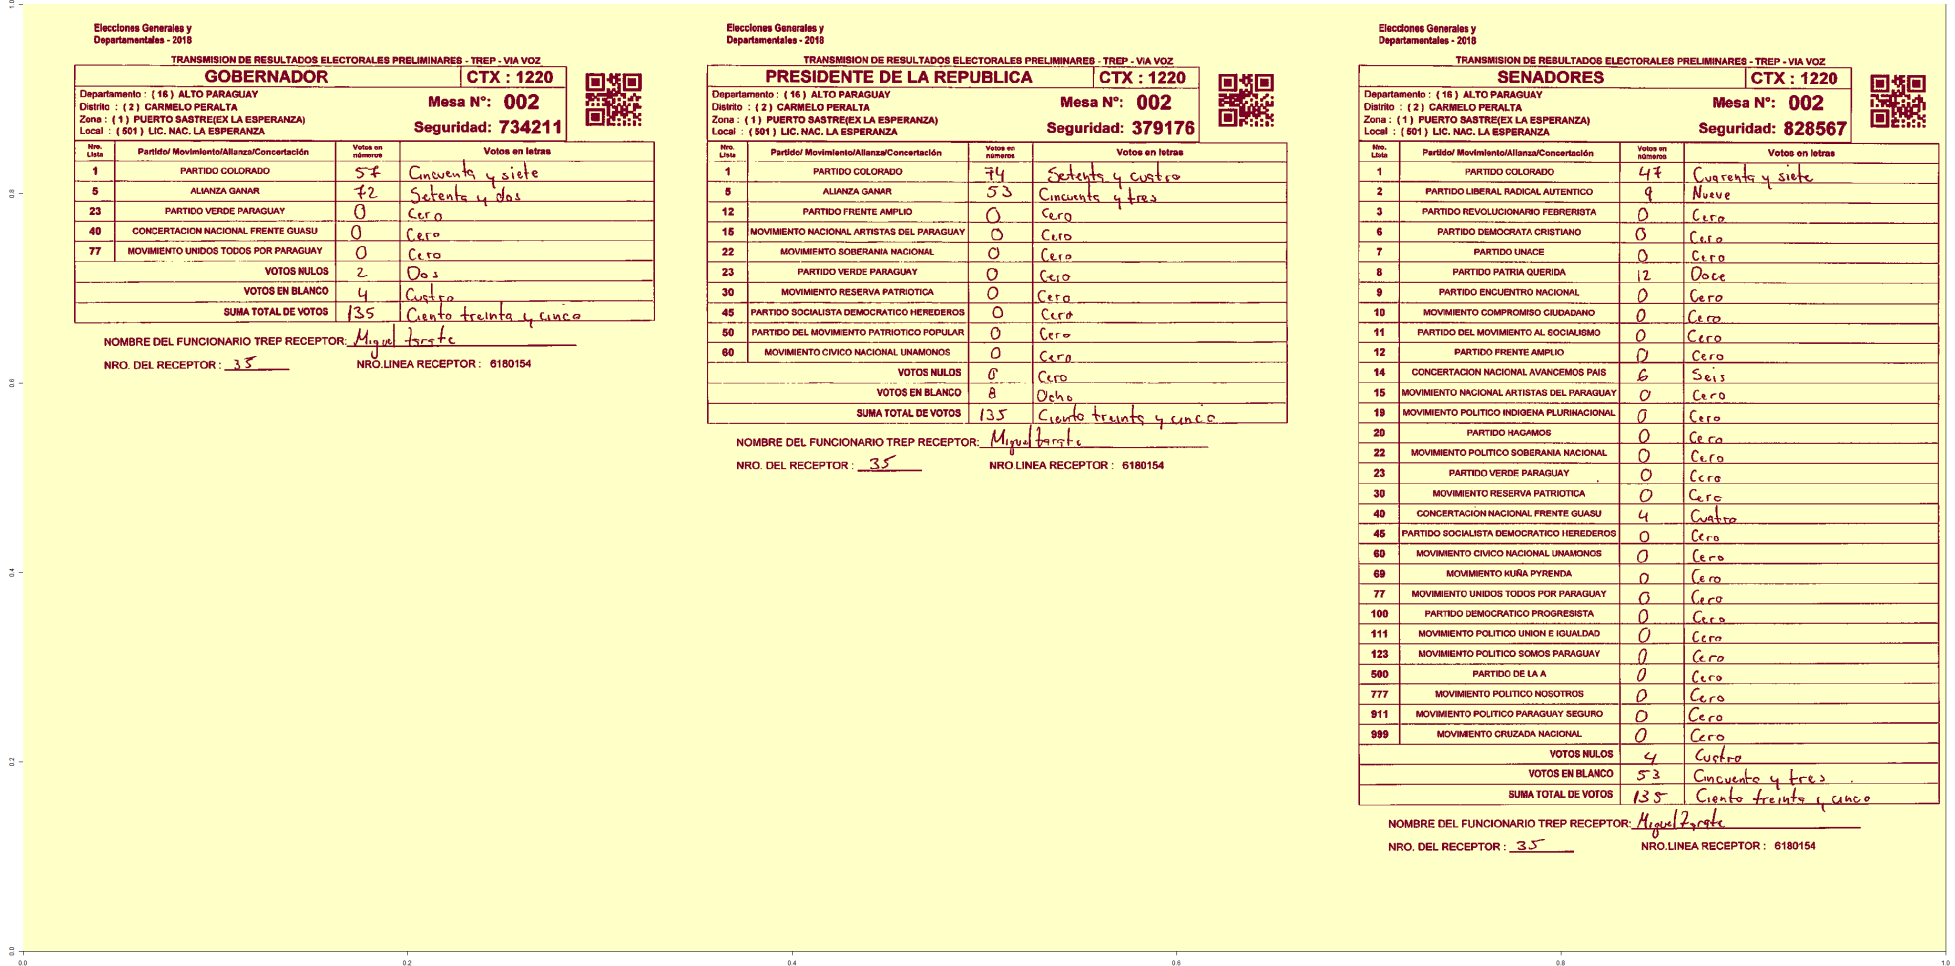 Elecciones Generales y
Departamentales - 2018
TRANSMISION DE RESULTADOS ELECTORALES PRELIMINARES - TREP - VIA VOZ
GOBERNADOR CTX : 1220
Departamento : ( 16 ) ALTO PARAGUAY
Distrito : ( 2 ) CARMELO PERALTA
Zona : ( 1 ) PUERTO SASTRE(EX LA ESPERANZA)
Local : ( 501 ) LIC. NAC. LA ESPERANZA
Mesa N°: 002
Seguridad: 734211
Nro. Lista Partido/ Movimiento/Alianza/Concertación Votos en números Votos en letras
1 PARTIDO COLORADO 57 Cincuenta y siete
5 ALIANZA GANAR 72 Setenta y dos
23 PARTIDO VERDE PARAGUAY 0 Cero
40 CONCERTACION NACIONAL FRENTE GUASU 0 Cero
77 MOVIMIENTO UNIDOS TODOS POR PARAGUAY 0 Cero
VOTOS NULOS 2 Dos
VOTOS EN BLANCO 4 Cuatro
SUMA TOTAL DE VOTOS 135 Ciento treinta y cinco
NOMBRE DEL FUNCIONARIO TREP RECEPTOR: Miguel Zarate
NRO. DEL RECEPTOR : 35 NRO.LINEA RECEPTOR : 6180154
Elecciones Generales y
Departamentales - 2018
TRANSMISION DE RESULTADOS ELECTORALES PRELIMINARES - TREP - VIA VOZ
PRESIDENTE DE LA REPUBLICA CTX : 1220
Departamento : ( 16 ) ALTO PARAGUAY
Distrito : ( 2 ) CARMELO PERALTA
Zona : ( 1 ) PUERTO SASTRE(EX LA ESPERANZA)
Local : ( 501 ) LIC. NAC. LA ESPERANZA
Mesa N°: 002
Seguridad: 379176
Nro. Lista Partido/ Movimiento/Alianza/Concertación Votos en números Votos en letras
1 PARTIDO COLORADO 74 Setenta y cuatro
5 ALIANZA GANAR 53 Cincuenta y tres
12 PARTIDO FRENTE AMPLIO 0 Cero
15 MOVIMIENTO NACIONAL ARTISTAS DEL PARAGUAY 0 Cero
22 MOVIMIENTO SOBERANIA NACIONAL 0 Cero
23 PARTIDO VERDE PARAGUAY 0 Cero
30 MOVIMIENTO RESERVA PATRIOTICA 0 Cero
45 PARTIDO SOCIALISTA DEMOCRATICO HEREDEROS 0 Cero
50 PARTIDO DEL MOVIMIENTO PATRIOTICO POPULAR 0 Cero
60 MOVIMIENTO CIVICO NACIONAL UNAMONOS 0 Cero
VOTOS NULOS 0 Cero
VOTOS EN BLANCO 8 Ocho
SUMA TOTAL DE VOTOS 135 Ciento treinta y cinco
NOMBRE DEL FUNCIONARIO TREP RECEPTOR: Miguel Zarate
NRO. DEL RECEPTOR : 35 NRO.LINEA RECEPTOR : 6180154
Elecciones Generales y
Departamentales - 2018
TRANSMISION DE RESULTADOS ELECTORALES PRELIMINARES - TREP - VIA VOZ
SENADORES CTX : 1220
Departamento : ( 16 ) ALTO PARAGUAY
Distrito : ( 2 ) CARMELO PERALTA
Zona : ( 1 ) PUERTO SASTRE(EX LA ESPERANZA)
Local : ( 501 ) LIC. NAC. LA ESPERANZA
Mesa N°: 002
Seguridad: 828567
Nro. Lista Partido/ Movimiento/Alianza/Concertación Votos en números Votos en letras
1 PARTIDO COLORADO 47 Cuarenta y siete
2 PARTIDO LIBERAL RADICAL AUTENTICO 9 Nueve
3 PARTIDO REVOLUCIONARIO FEBRERISTA 0 Cero
6 PARTIDO DEMOCRATA CRISTIANO 0 Cero
7 PARTIDO UNACE 0 Cero
8 PARTIDO PATRIA QUERIDA 12 Doce
9 PARTIDO ENCUENTRO NACIONAL 0 Cero
10 MOVIMIENTO COMPROMISO CIUDADANO 0 Cero
11 PARTIDO DEL MOVIMIENTO AL SOCIALISMO 0 Cero
12 PARTIDO FRENTE AMPLIO 0 Cero
14 CONCERTACION NACIONAL AVANCEMOS PAIS 6 Seis
15 MOVIMIENTO NACIONAL ARTISTAS DEL PARAGUAY 0 Cero
19 MOVIMIENTO POLITICO INDIGENA PLURINACIONAL 0 Cero
20 PARTIDO HAGAMOS 0 Cero
22 MOVIMIENTO POLITICO SOBERANIA NACIONAL 0 Cero
23 PARTIDO VERDE PARAGUAY 0 Cero
30 MOVIMIENTO RESERVA PATRIOTICA 0 Cero
40 CONCERTACION NACIONAL FRENTE GUASU 4 Cuatro
45 PARTIDO SOCIALISTA DEMOCRATICO HEREDEROS 0 Cero
60 MOVIMIENTO CIVICO NACIONAL UNAMONOS 0 Cero
69 MOVIMIENTO KUÑA PYRENDA 0 Cero
77 MOVIMIENTO UNIDOS TODOS POR PARAGUAY 0 Cero
100 PARTIDO DEMOCRATICO PROGRESISTA 0 Cero
111 MOVIMIENTO POLITICO UNION E IGUALDAD 0 Cero
123 MOVIMIENTO POLITICO SOMOS PARAGUAY 0 Cero
500 PARTIDO DE LA A 0 Cero
777 MOVIMIENTO POLITICO NOSOTROS 0 Cero
911 MOVIMIENTO POLITICO PARAGUAY SEGURO 0 Cero
999 MOVIMIENTO CRUZADA NACIONAL 0 Cero
VOTOS NULOS 4 Cuatro
VOTOS EN BLANCO 53 Cincuenta y tres
SUMA TOTAL DE VOTOS 135 Ciento treinta y cinco
NOMBRE DEL FUNCIONARIO TREP RECEPTOR: Miguel Zarate
NRO. DEL RECEPTOR : 35 NRO.LINEA RECEPTOR : 6180154
1.0
0.8
0.6
0.4
0.2
0.0
0.0 0.2 0.4 0.6 0.8 1.0